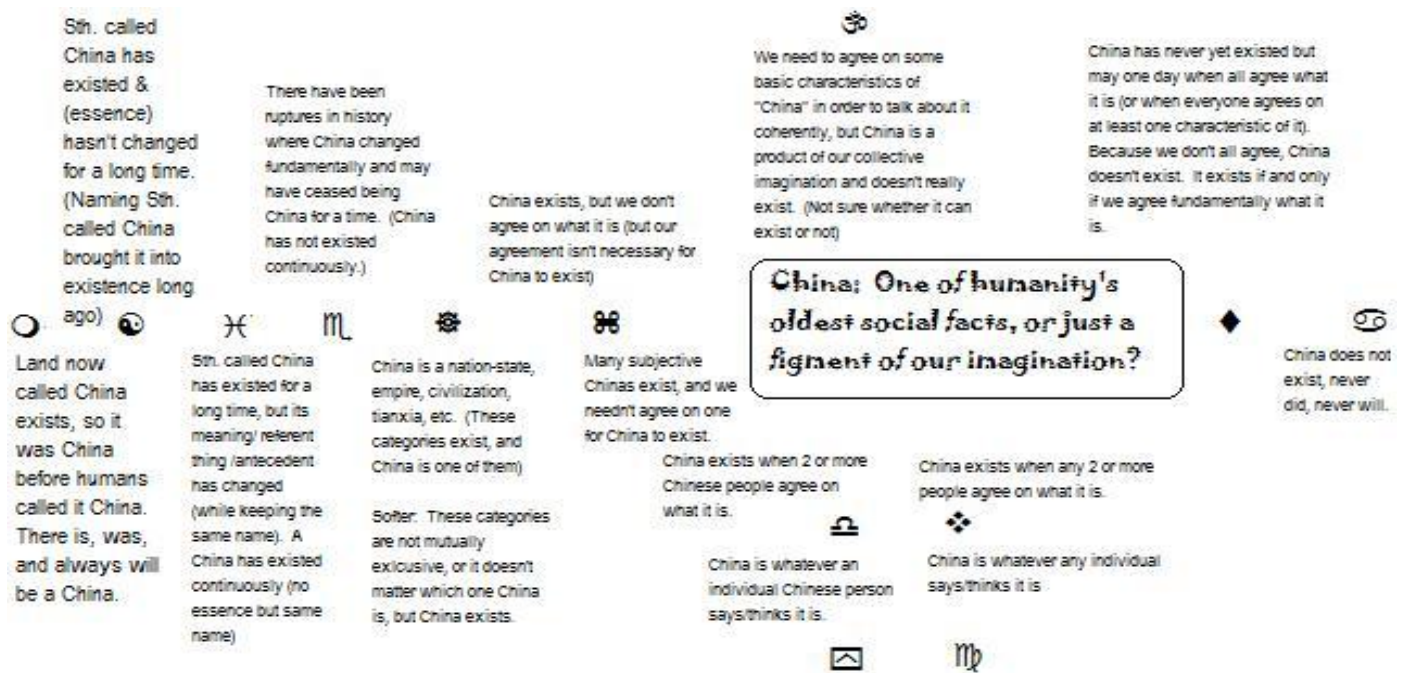 Sth. called
China has
existed &
(essence)
hasn't changed
for a long time.
(Naming Sth.
called China
brought it into
existence long
ago)
There have been
ruptures in history
where China changed
fundamentally and may
have ceased being
China for a time. (China
has not existed
continuously.)
China exists, but we don't
agree on what it is (but our
agreement isn't necessary for
China to exist)
ॐ
We need to agree on some
basic characteristics of
"China" in order to talk about it
coherently, but China is a
product of our collective
imagination and doesn't really
exist. (Not sure whether it can
exist or not)
China has never yet existed but
may one day when all agree what
it is (or when everyone agrees on
at least one characteristic of it).
Because we don't all agree, China
doesn't exist. It exists if and only
if we agree fundamentally what it
is.
China: One of humanity's
oldest social facts, or just a
figment of our imagination?
Land now
called China
exists, so it
was China
before humans
called it China.
There is, was,
and always will
be a China.
Sth. called China
has existed for a
long time, but its
meaning/ referent
thing /antecedent
has changed
(while keeping the
same name). A
China has existed
continuously (no
essence but same
name)
China is a nation-state,
empire, civilization,
tianxia, etc. (These
categories exist, and
China is one of them)
Softer: These categories
are not mutually
exlcusive, or it doesn't
matter which one China
is, but China exists.
Many subjective
Chinas exist, and we
needn't agree on one
for China to exist.
China exists when 2 or more
Chinese people agree on
what it is.
China exists when any 2 or more
people agree on what it is.
China is whatever an
individual Chinese person
says/thinks it is.
China is whatever any individual
says/thinks it is
China does not
exist, never
did, never will.